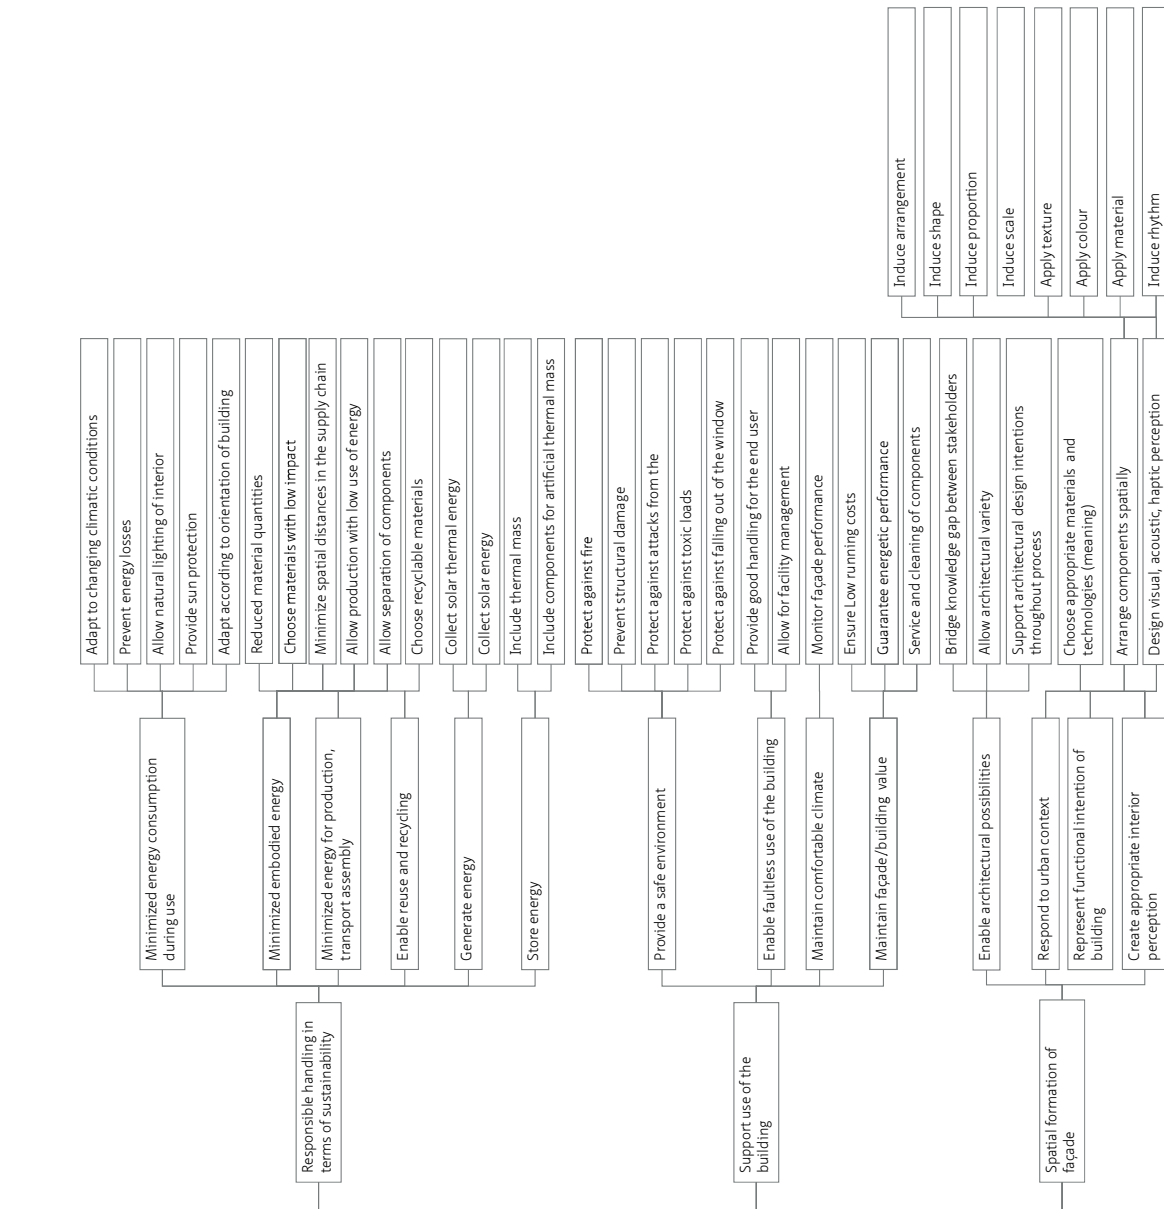 Induce arrangement
Induce shape
Induce proportion
Induce scale
Apply texture
Apply colour
Apply material
Induce rhythm
Adapt to changing climatic conditions
Prevent energy losses
Allow natural lighting of interior
Provide sun protection
Adapt according to orientation of building
Reduced material quantities
Choose materials with low impact
Minimize spatial distances in the supply chain
Allow production with low use of energy
Allow separation of components
Choose recyclable materials
Collect solar thermal energy
Collect solar energy
Include thermal mass
Include components for artificial thermal mass
Protect against fire
Prevent structural damage
Protect against attacks from the
Protect against toxic loads
Protect against falling out of the window
Provide good handling for the end user
Allow for facility management
Monitor façade performance
Ensure Low running costs
Guarantee energetic performance
Service and cleaning of components
Bridge knowledge gap between stakeholders
Allow architectural variety
Support architectural design intentions
throughout process
Choose appropriate materials and
technologies (meaning)
Arrange components spatially
Design visual, acoustic, haptic perception
Minimized energy consumption
during use
Minimized embodied energy
Minimized energy for production,
transport assembly
Enable reuse and recycling
Generate energy
Store energy
Provide a safe environment
Enable faultless use of the building
Maintain comfortable climate
Maintain façade/building value
Enable architectural possibilities
Respond to urban context
Represent functional intention of
building
Create appropriate interior
perception
Responsible handling in
terms of sustainability
Support use of the
building
Spatial formation of
façade